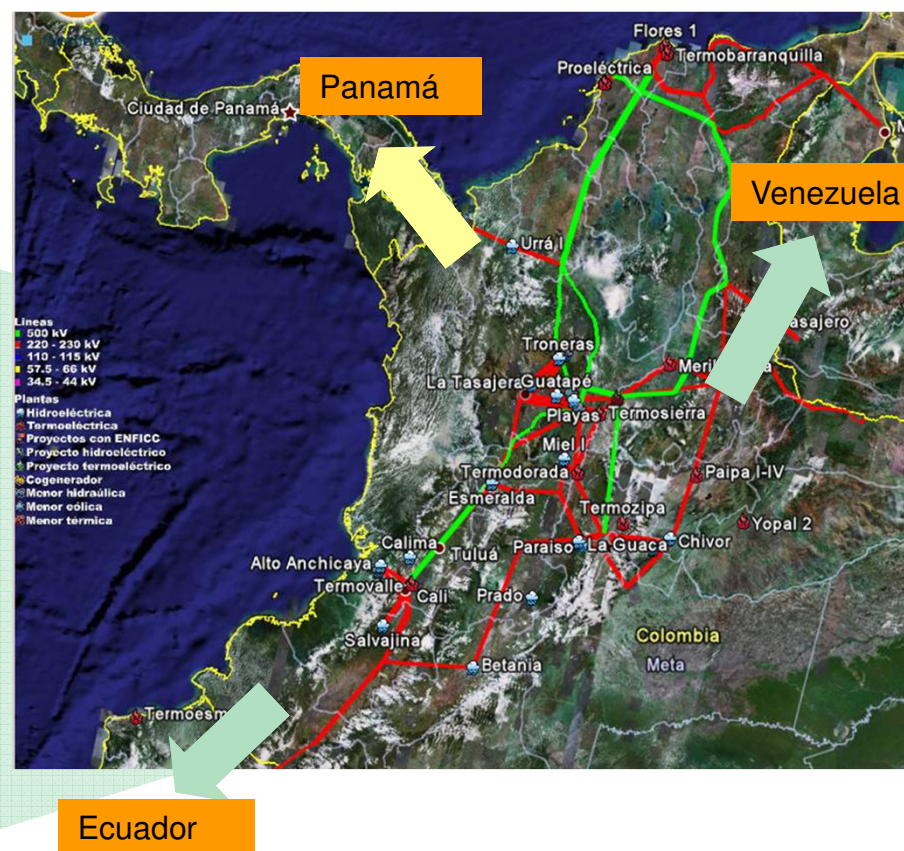 Flores 1
Termobarranquilla
Proeléctrica
Panamá
Ciudad de Panamá
M
Venezuela
Urrá I
Lineas
500 kV
220 - 230 kV
110 - 115 kV
57.5 - 66 kV
34.5 - 44 kV
Plantas
Hidroeléctrica
Termoeléctrica
Proyectos con ENFICC
Proyecto hidroeléctrico
Proyecto termoeléctrico
Cogenerador
Menor hidraúlica
Menor eólica
Menor térmica
asajero
Troneras
Meril
La Tasajera
Guatapé
Playas
Termosierra
Miel I
Termodorada
Paipa I-IV
Esmeralda
Termozipa
Yopal 2
Calima
Tuluá
Paraiso
La Guaca
Chivor
Alto Anchicaya
Termovalle
Cali
Prado
Salvajina
Colombia
Betania
Meta
Termoesm
Ecuador